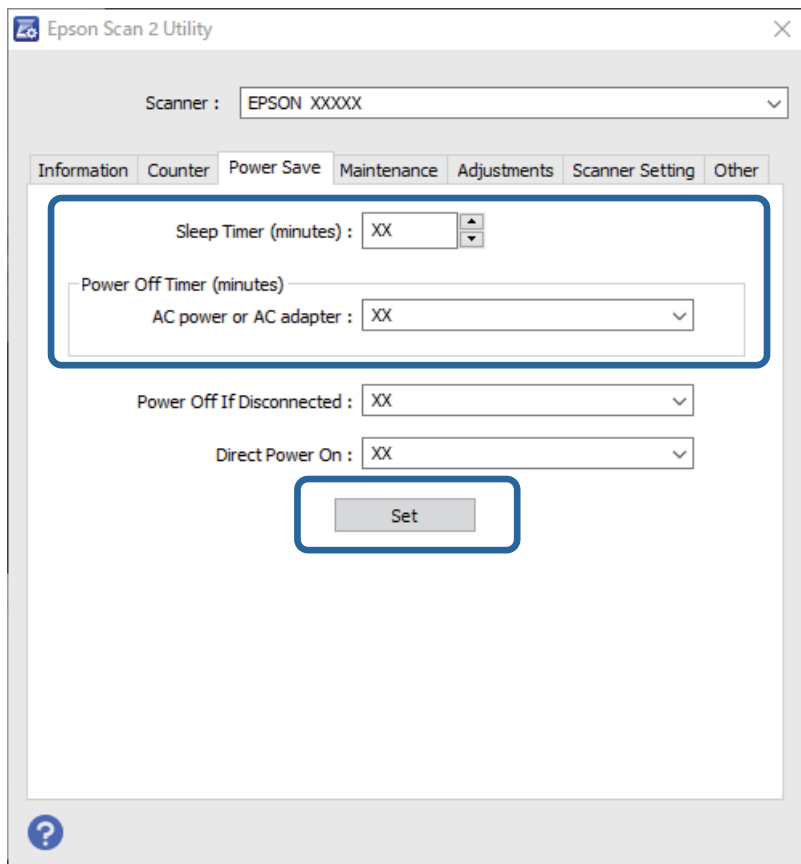 Epson Scan 2 Utility
Scanner : EPSON XXXXX
Information Counter Power Save Maintenance Adjustments Scanner Setting Other
Sleep Timer (minutes) : XX
Power Off Timer (minutes)
AC power or AC adapter : XX
Power Off If Disconnected : XX
Direct Power On : XX
Set
?